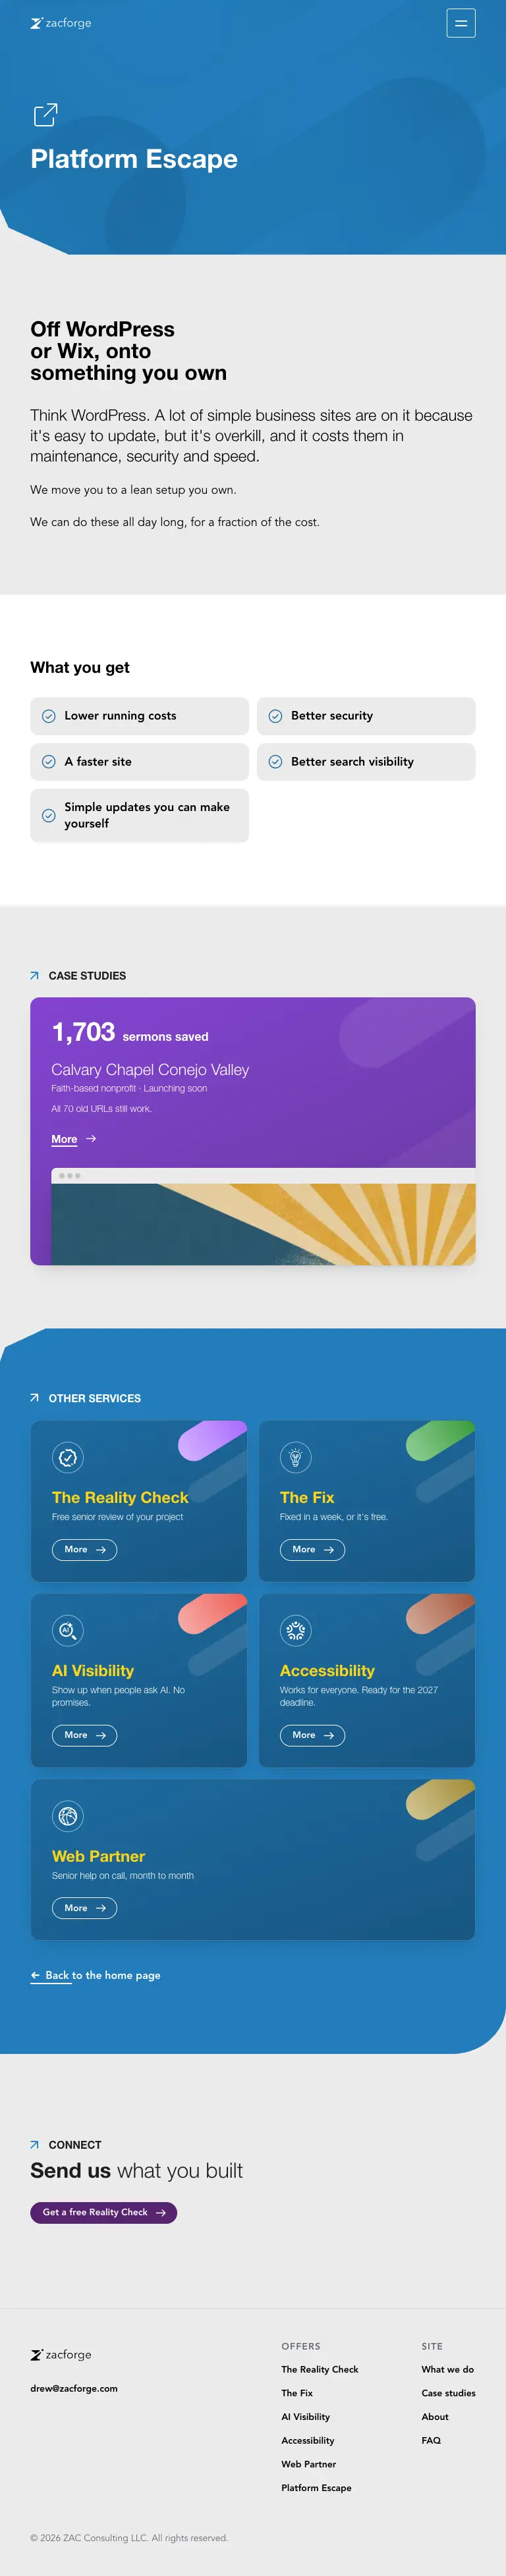 zacforge
Platform Escape
Off WordPress
or Wix, onto
something you own
Think WordPress. A lot of simple business sites are on it because
it's easy to update, but it's overkill, and it costs them in
maintenance, security and speed.
We move you to a lean setup you own.
We can do these all day long, for a fraction of the cost.
What you get
Lower running costs
Better security
A faster site
Better search visibility
Simple updates you can make
yourself
CASE STUDIES
1,703 sermons saved
Calvary Chapel Conejo Valley
Faith-based nonprofit · Launching soon
All 70 old URLs still work.
More
OTHER SERVICES
The Reality Check
Free senior review of your project
More
The Fix
Fixed in a week, or it's free.
More
AI
AI Visibility
Show up when people ask AI. No
promises.
More
Accessibility
Works for everyone. Ready for the 2027
deadline.
More
Web Partner
Senior help on call, month to month
More
Back to the home page
CONNECT
Send us what you built
Get a free Reality Check
zacforge
drew@zacforge.com
OFFERS
The Reality Check
The Fix
AI Visibility
Accessibility
Web Partner
Platform Escape
SITE
What we do
Case studies
About
FAQ
© 2026 ZAC Consulting LLC. All rights reserved.